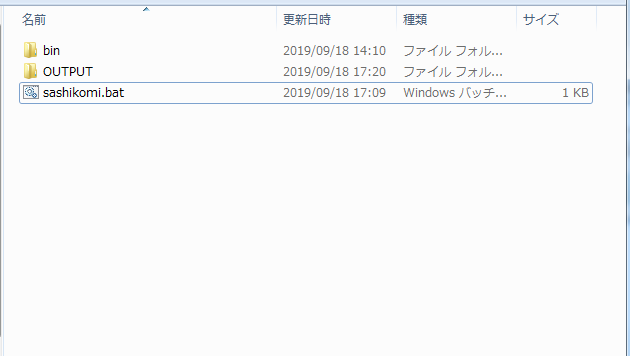 名前 更新日時 種類 サイズ
bin 2019/09/18 14:10 ファイル フォル...
OUTPUT 2019/09/18 17:20 ファイル フォル...
sashikomi.bat 2019/09/18 17:09 Windows バッチ... 1 KB